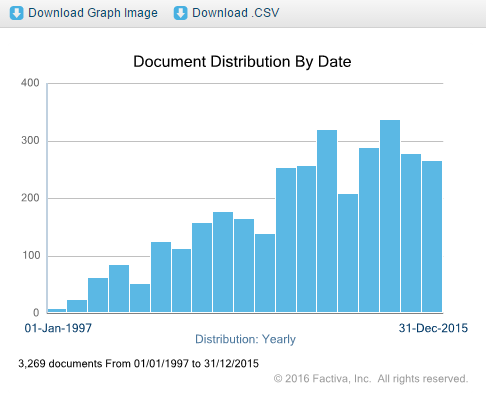 Download Graph Image Download .CSV
Document Distribution By Date
400
300
200
100
0
01-Jan-1997 31-Dec-2015
Distribution: Yearly
3,269 documents From 01/01/1997 to 31/12/2015
© 2016 Factiva, Inc. All rights reserved.